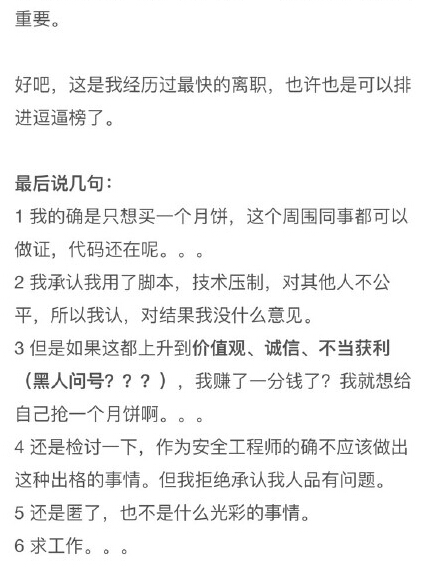 重要。
好吧，这是我经历过最快的离职，也许也是可以排
进逗逼榜了。
最后说几句：
1 我的确是只想买一个月饼，这个周围同事都可以
做证，代码还在呢。。。
2 我承认我用了脚本，技术压制，对其他人不公
平，所以我认，对结果我没什么意见。
3 但是如果这都上升到价值观、诚信、不当获利
（黑人问号？？？），我赚了一分钱了？我就想给
自己抢一个月饼啊。。。
4 还是检讨一下，作为安全工程师的确不应该做出
这种出格的事情。但我拒绝承认我人品有问题。
5 还是匿了，也不是什么光彩的事情。
6 求工作。。。